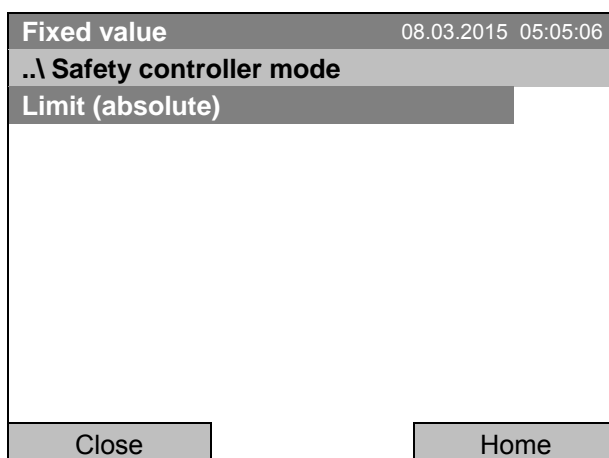 Fixed value 08.03.2015 05:05:06
..\ Safety controller mode
Limit (absolute)
Close Home